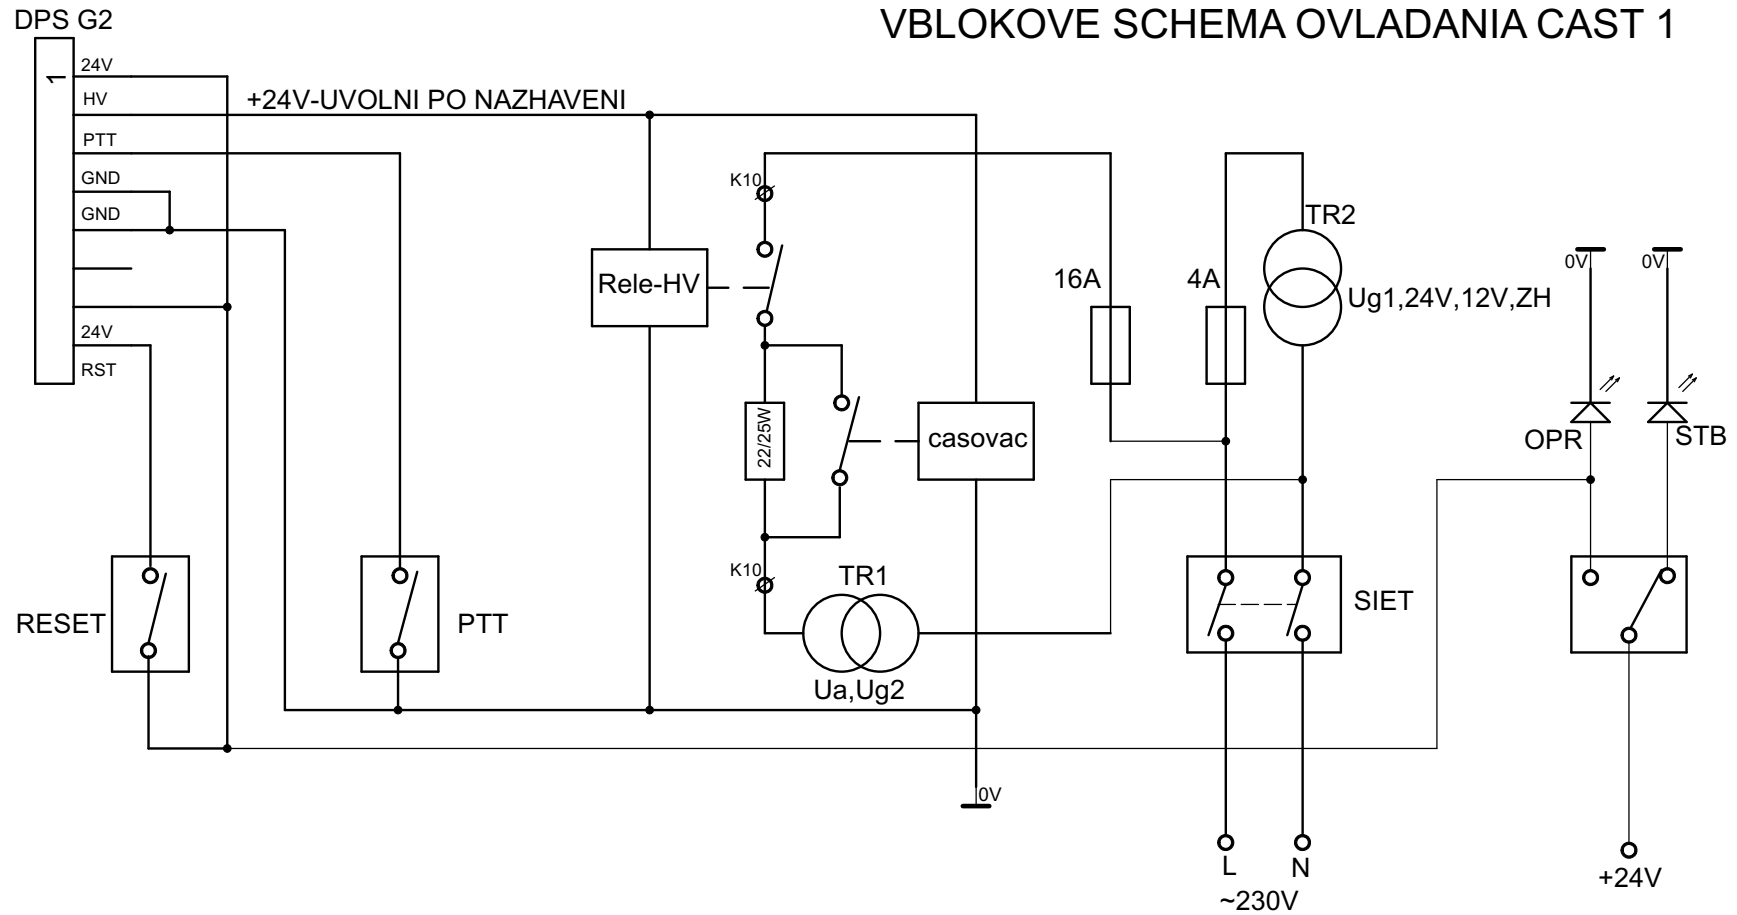 DPS G2
VBLOKOVE SCHEMA OVLADANIA CAST 1
1
24V
HV
+24V-UVOLNI PO NAZHAVENI
PTT
GND
GND
24V
RST
K10
Rele-HV
22/25W
casovac
K10
TR1
Ua,Ug2
16A
4A
TR2
Ug1,24V,12V,ZH
0V
0V
OPR
STB
RESET
PTT
SIET
0V
L
N
~230V
+24V